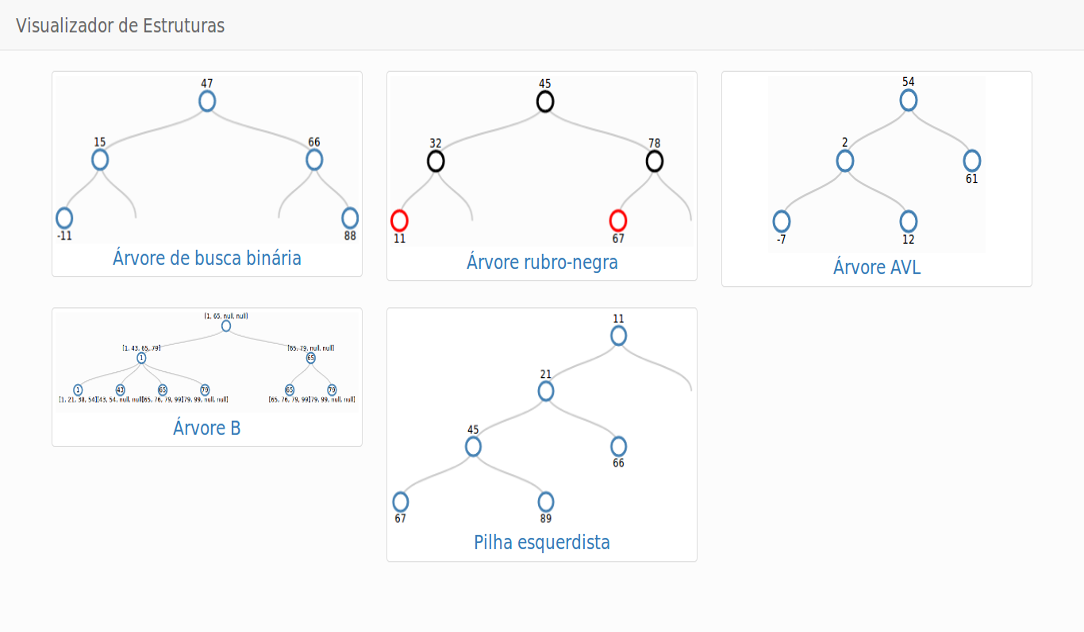 Visualizador de Estruturas
47
15
66
-11
88
Árvore de busca binária
45
32
78
11
67
Árvore rubro-negra
54
2
61
-7
12
Árvore AVL
[1, 65, null, null]
[1, 43, 65, 79]
[65, 79, null, null]
1
65
1
43
65
79
65
79
[1, 21, 38, 54]
[43, 54, null, null]
[65, 76, 79, 99]
[79, 99, null, null]
[65, 76, 79, 99]
[79, 99, null, null]
Árvore B
11
21
45
66
67
89
Pilha esquerdista